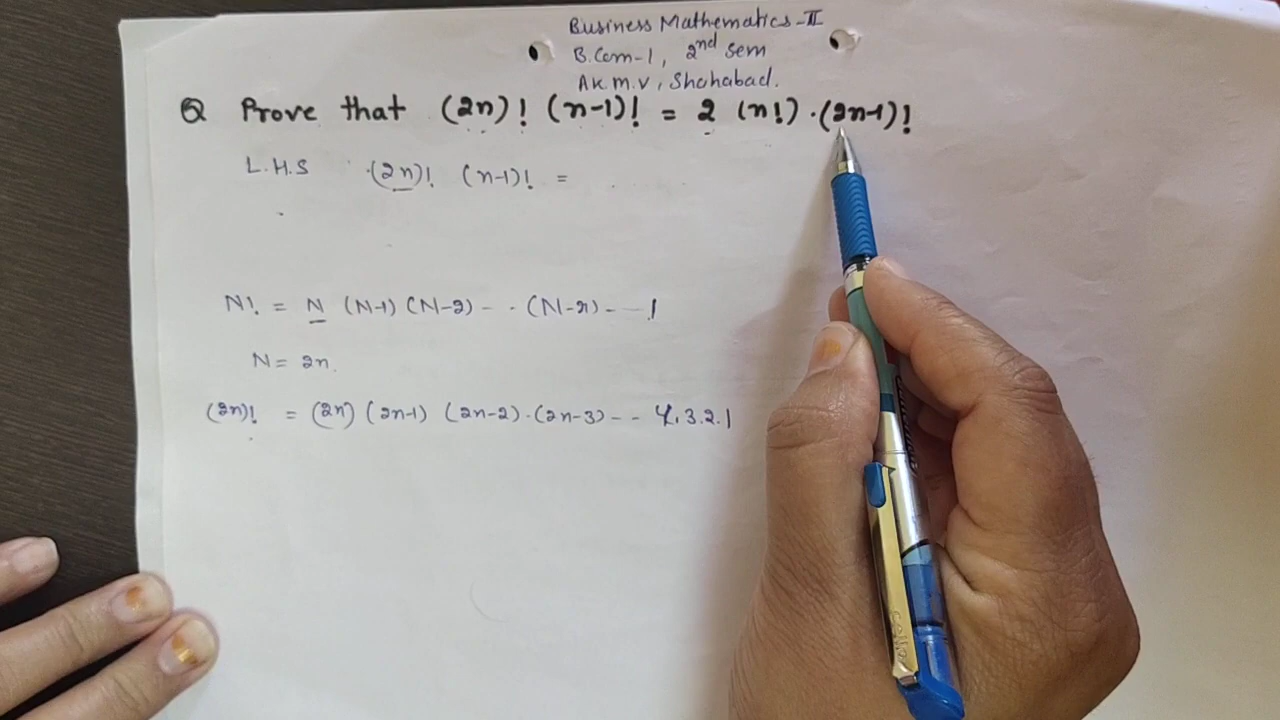 Business Mathematics-II
B.Com-1, 2nd sem
A.K.M.V, Shahabad.
Q Prove that (2n)! (n-1)! = 2 (n!) · (2n-1)!
L.H.S (2n)! (n-1)! =
N! = N (N-1) (N-2) - - (N-r) - - - 1
N = 2n.
(2n)! = (2n) (2n-1) (2n-2) · (2n-3) - - 4.3.2.1
cello